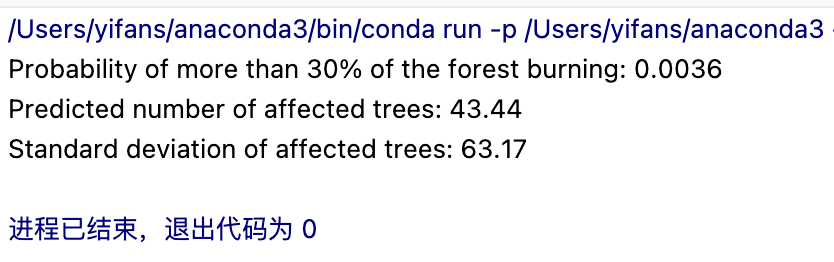 /Users/yifans/anaconda3/bin/conda run -p /Users/yifans/anaconda3
Probability of more than 30% of the forest burning: 0.0036
Predicted number of affected trees: 43.44
Standard deviation of affected trees: 63.17
进程已结束，退出代码为 0